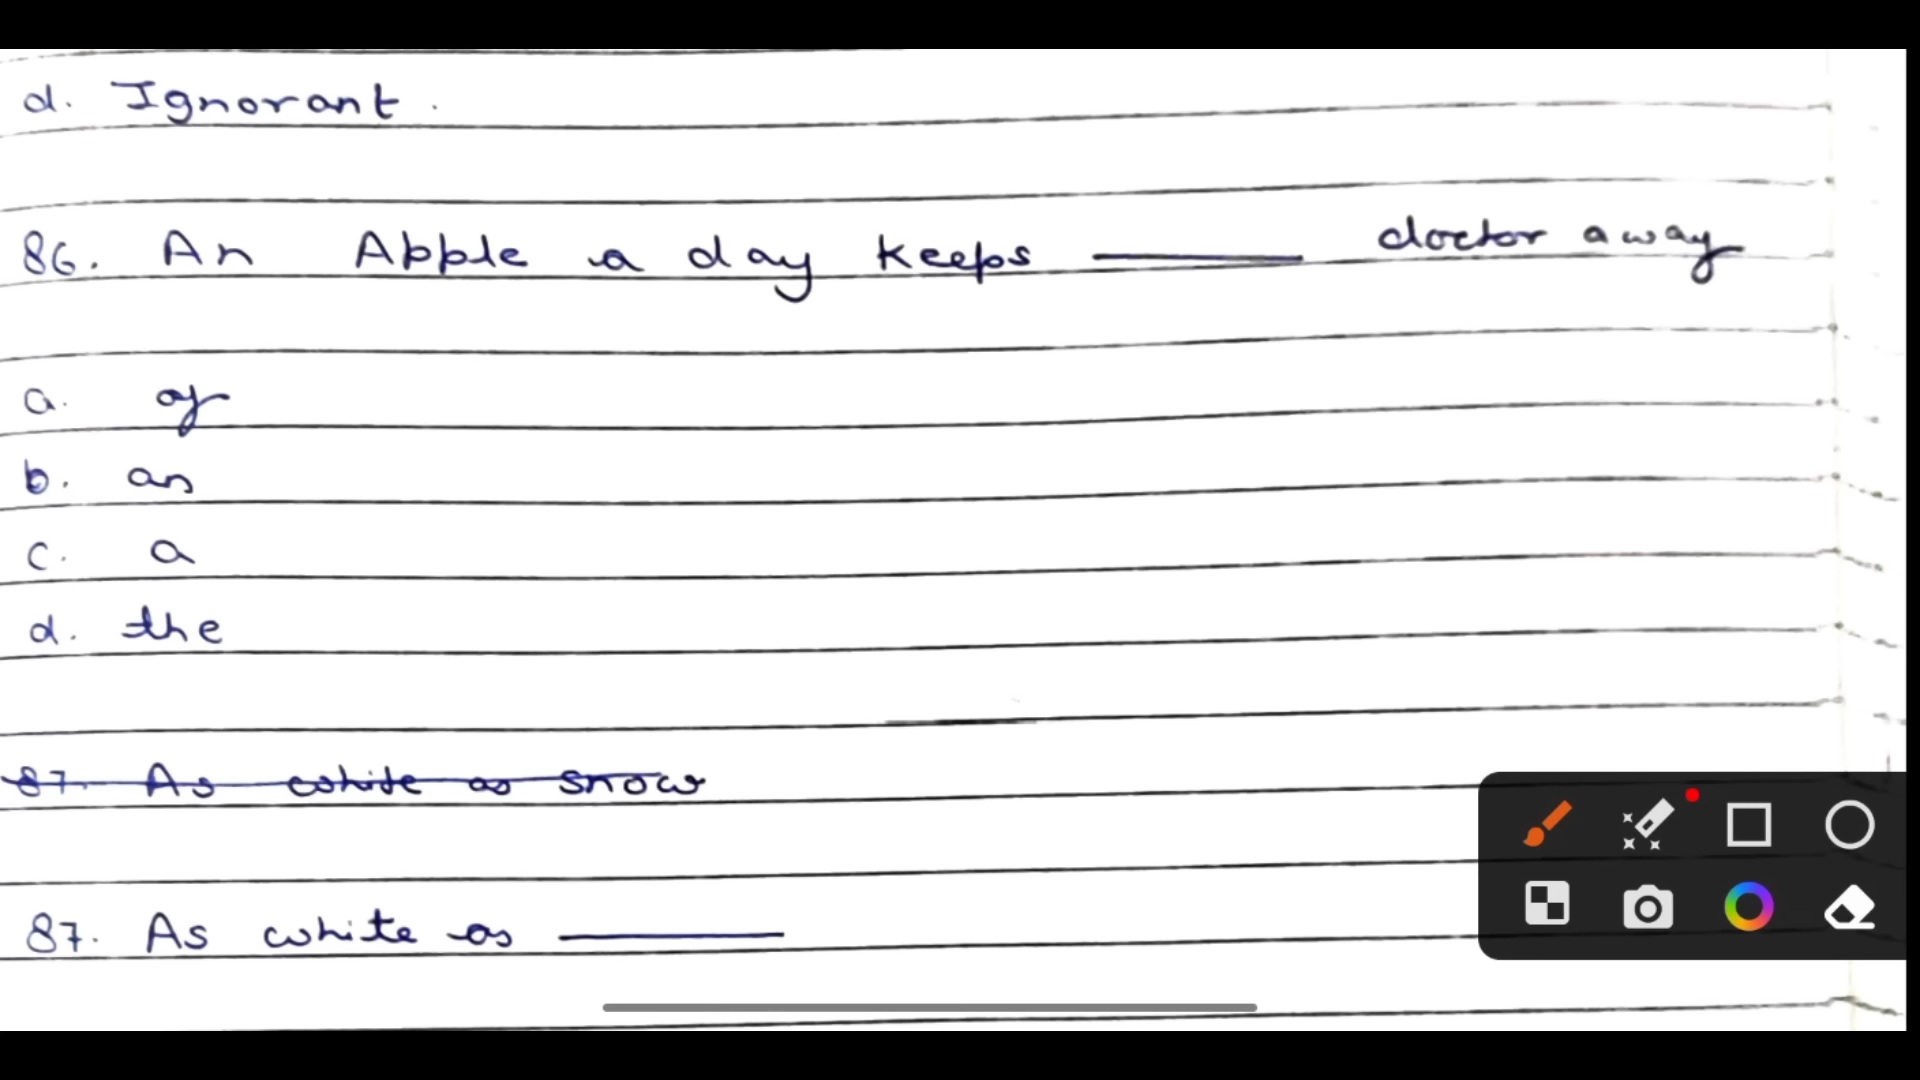 d. Ignorant.
86. An Apple a day keeps ______ doctor away
a. of
b. an
c. a
d. the
87. As white as snow
87. As white as ______